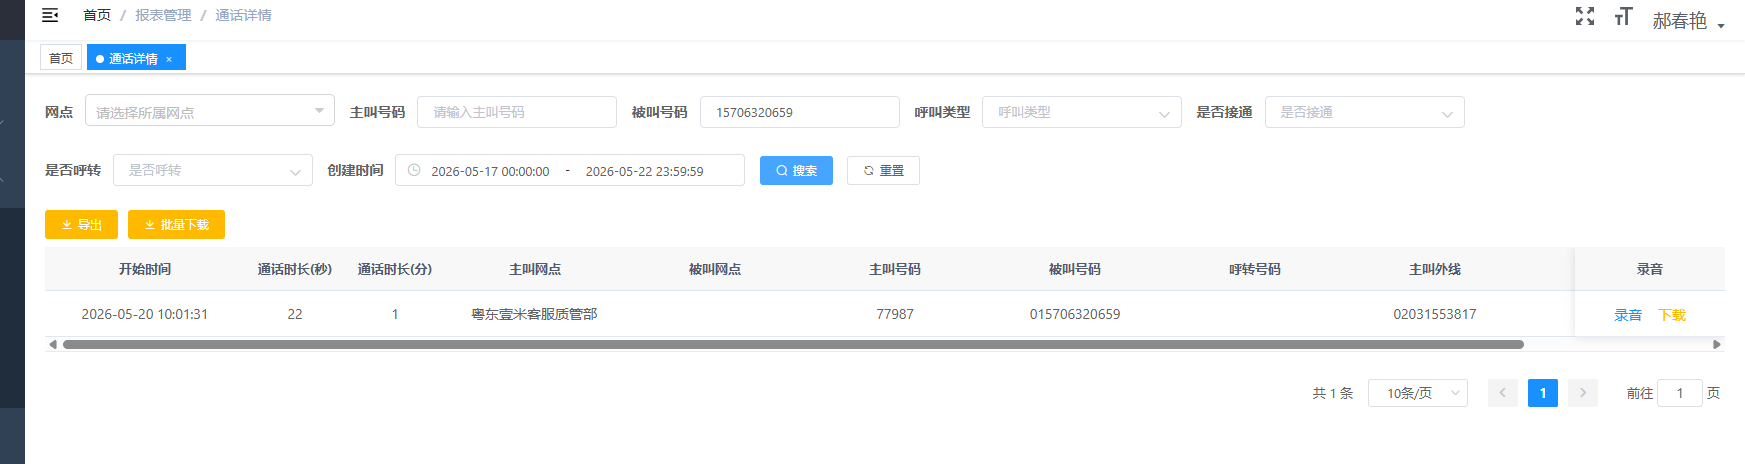 首页 / 报表管理 / 通话详情 郝春艳
首页 通话详情 ×
网点 请选择所属网点 主叫号码 请输入主叫号码 被叫号码 15706320659 呼叫类型 呼叫类型 是否接通 是否接通
是否呼转 是否呼转 创建时间 2026-05-17 00:00:00 - 2026-05-22 23:59:59 搜索 重置
导出 批量下载
开始时间 通话时长(秒) 通话时长(分) 主叫网点 被叫网点 主叫号码 被叫号码 呼转号码 主叫外线 录音
2026-05-20 10:01:31 22 1 粤东壹米客服质管部 77987 015706320659 02031553817 录音 下载
共 1 条 10条/页 1 前往 1 页